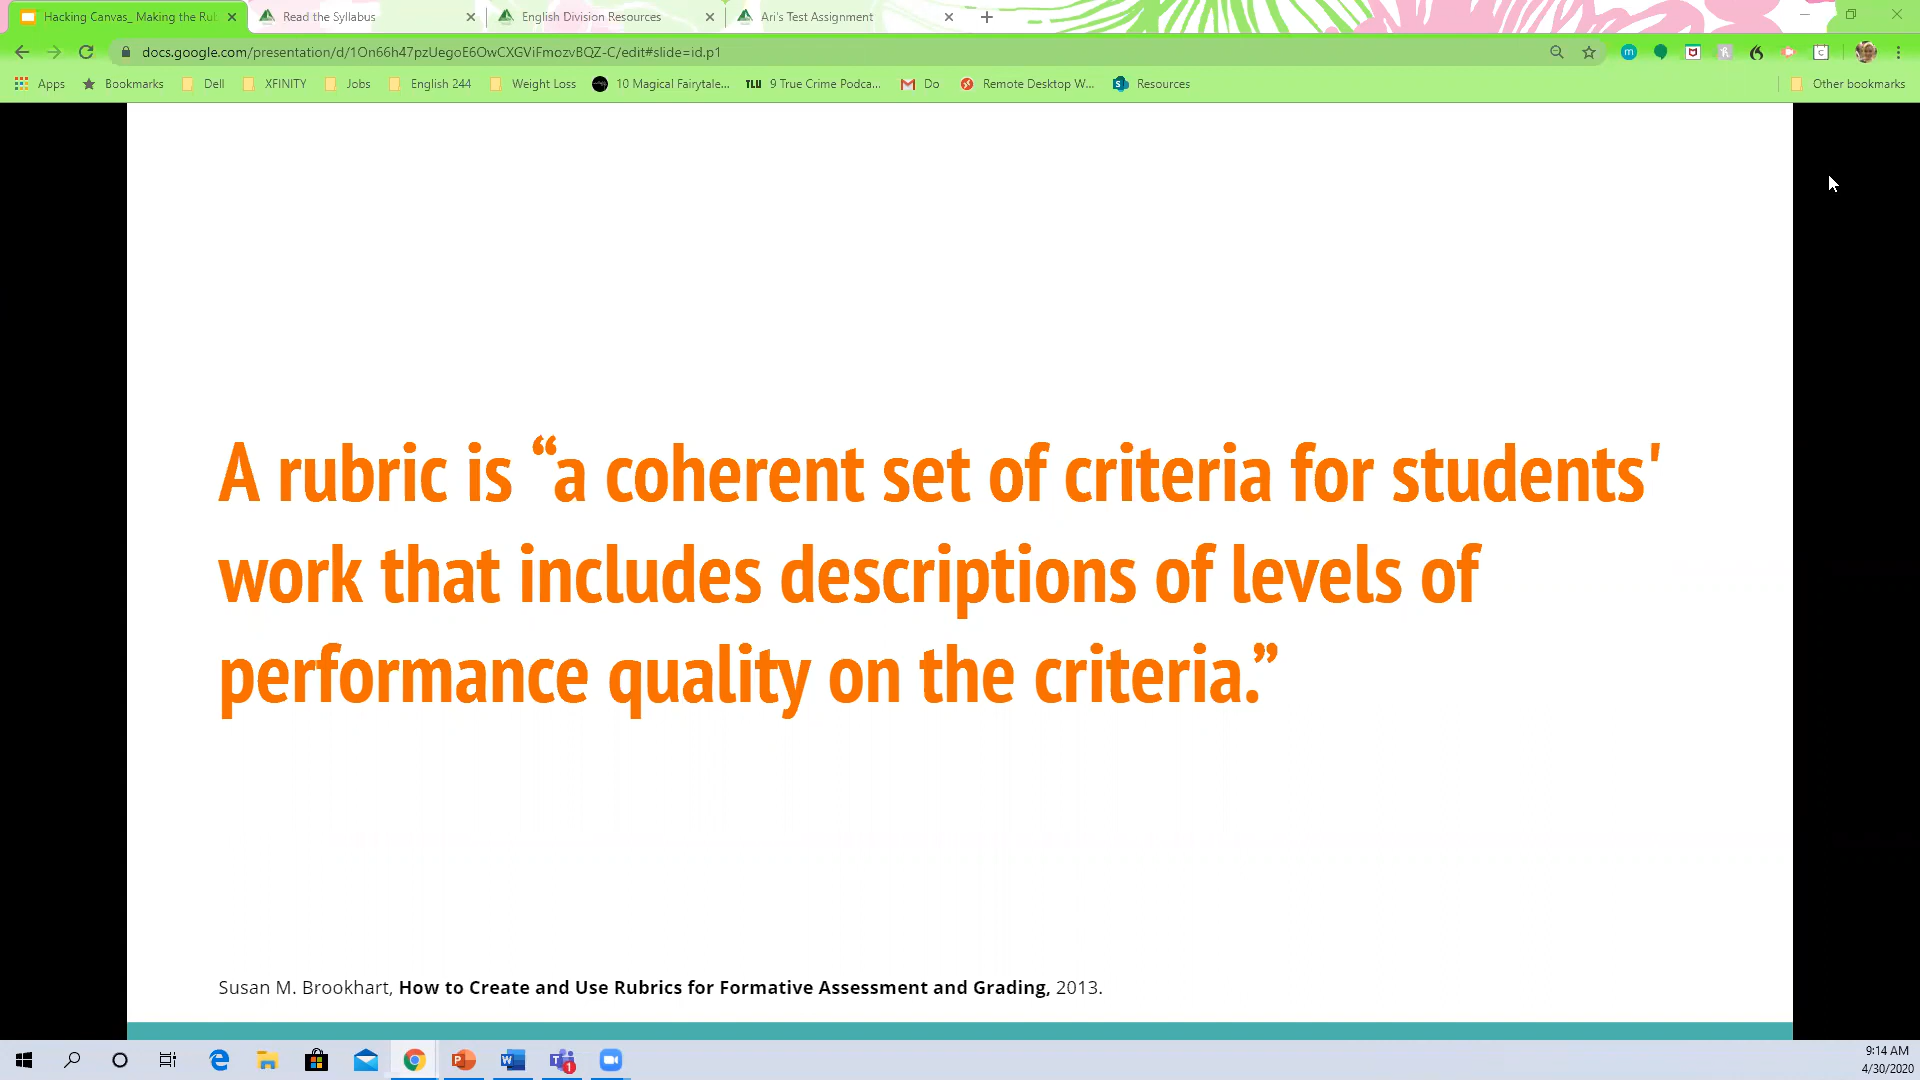 Hacking Canvas_ Making the Ru
Read the Syllabus
English Division Resources
Ari's Test Assignment
docs.google.com/presentation/d/1On66h47pzUegoE6OwCXGViFmozvBQZ-C/edit#slide=id.p1
Apps
Bookmarks
Dell
XFINITY
Jobs
English 244
Weight Loss
10 Magical Fairytale...
TLU
9 True Crime Podca...
Do
Remote Desktop W...
Resources
Other bookmarks
A rubric is “a coherent set of criteria for students'
work that includes descriptions of levels of
performance quality on the criteria.”
Susan M. Brookhart, How to Create and Use Rubrics for Formative Assessment and Grading, 2013.
9:14 AM
4/30/2020